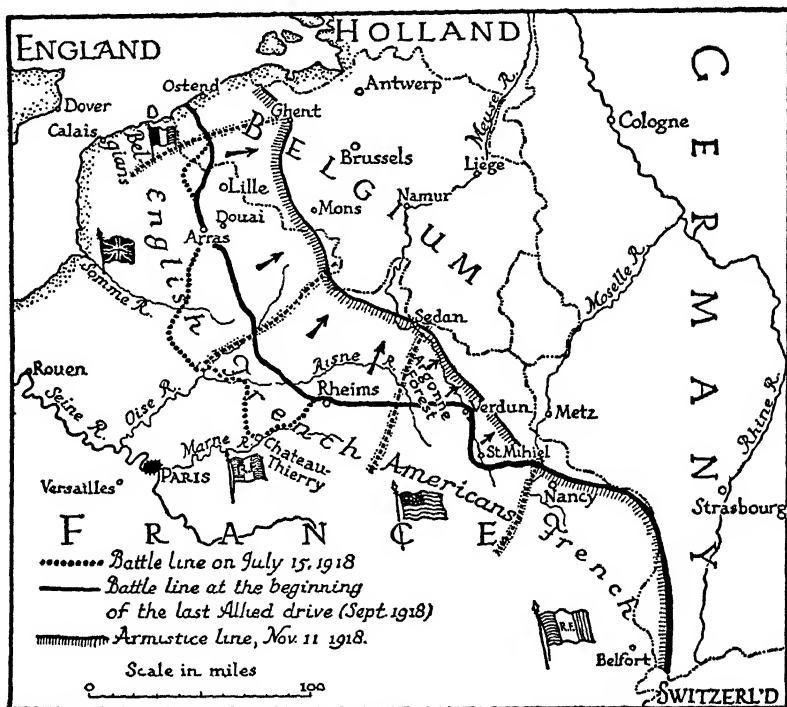 ENGLAND
HOLLAND
GERMANY
Ostend
Antwerp
Dover
Ghent
Cologne
Calais
Belgians
BELGIUM
Brussels
Meuse R.
Liége
Lille
English
Namur
Douai
Mons
Arras
Somme R.
Moselle R.
Sedan
Rouen
Aisne R.
Argonne
Forest
Oise R.
Seine R.
Rheims
Verdun
Metz
Rhine R.
French
Marne R.
Chateau-
Thierry
St. Mihiel
PARIS
Americans
Versailles
Nancy
Strasbourg
FRANCE
French
Battle line on July 15, 1918
Battle line at the beginning
of the last Allied drive (Sept. 1918)
Armistice line, Nov. 11 1918.
R.F.
Belfort
Scale in miles
0 100
SWITZERL'D